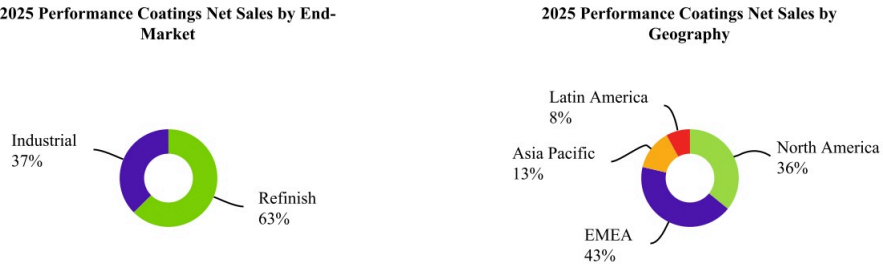 2025 Performance Coatings Net Sales by End-
Market
Industrial
37%
Refinish
63%
2025 Performance Coatings Net Sales by
Geography
Latin America
8%
Asia Pacific
13%
North America
36%
EMEA
43%